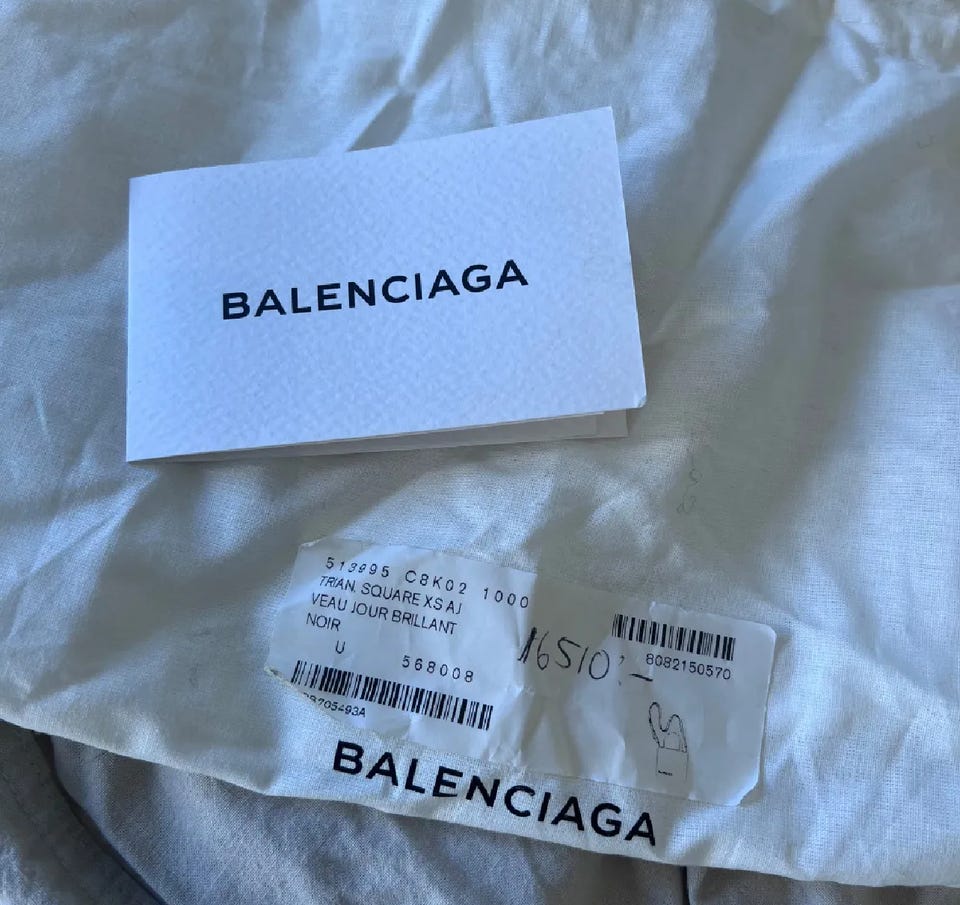 BALENCIAGA
513995 C8K02 1000
TRIAN. SQUARE XS AJ
VEAU JOUR BRILLANT
NOIR
U
568008
16510:-
8082150570
BALENCIAGA